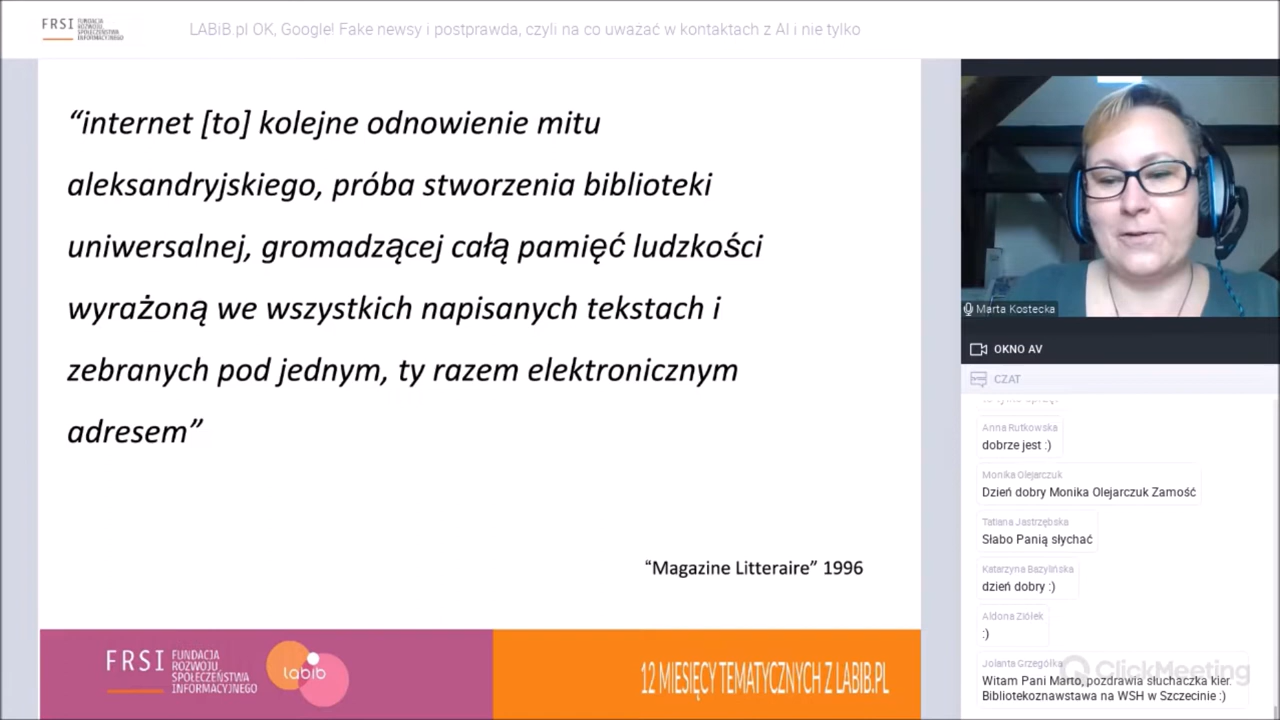 FRSI FUNDACJA
ROZWOJU
SPOŁECZEŃSTWA
INFORMACYJNEGO
LABiB.pl OK, Google! Fake newsy i postprawda, czyli na co uważać w kontaktach z AI i nie tylko
“internet [to] kolejne odnowienie mitu
aleksandryjskiego, próba stworzenia biblioteki
uniwersalnej, gromadzącej całą pamięć ludzkości
wyrażoną we wszystkich napisanych tekstach i
zebranych pod jednym, ty razem elektronicznym
adresem”
“Magazine Litteraire” 1996
FRSI FUNDACJA
ROZWOJU
SPOŁECZEŃSTWA
INFORMACYJNEGO
labib
12 MIESIĘCY TEMATYCZNYCH Z LABIB.PL
Marta Kostecka
OKNO AV
CZAT
Anna Rutkowska
dobrze jest :)
Monika Olejarczuk
Dzień dobry Monika Olejarczuk Zamość
Tatiana Jastrzębska
Słabo Panią słychać
Katarzyna Bazylińska
dzień dobry :)
Aldona Ziółek
:)
Jolanta Grzegółka
Witam Pani Marto, pozdrawia słuchaczka kier.
Bibliotekoznawstawa na WSH w Szczecinie :)
ClickMeeting